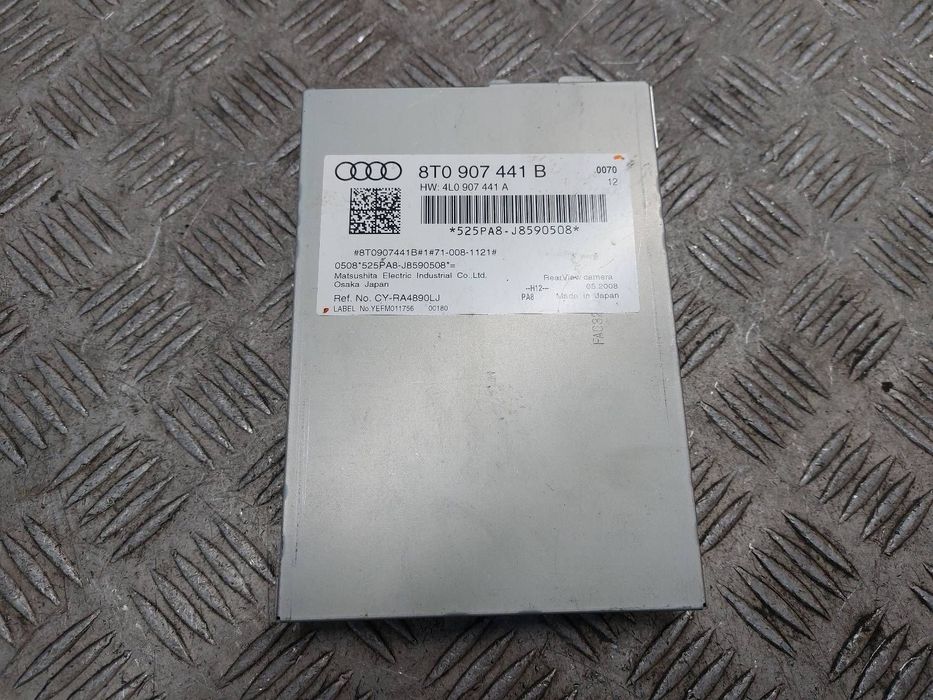 8T0 907 441 B
0070
HW: 4L0 907 441 A
12
*525PA8-J8590508*
#8T0907441B#1#71-008-1121#
0508*525PA8-J8590508*=
Matsushita Electric Industrial Co.,Ltd.
RearView camera
Osaka Japan
--H12--
05.2008
Ref. No. CY-RA4890LJ
PA8
Made in Japan
LABEL No.YEFM011756
00180